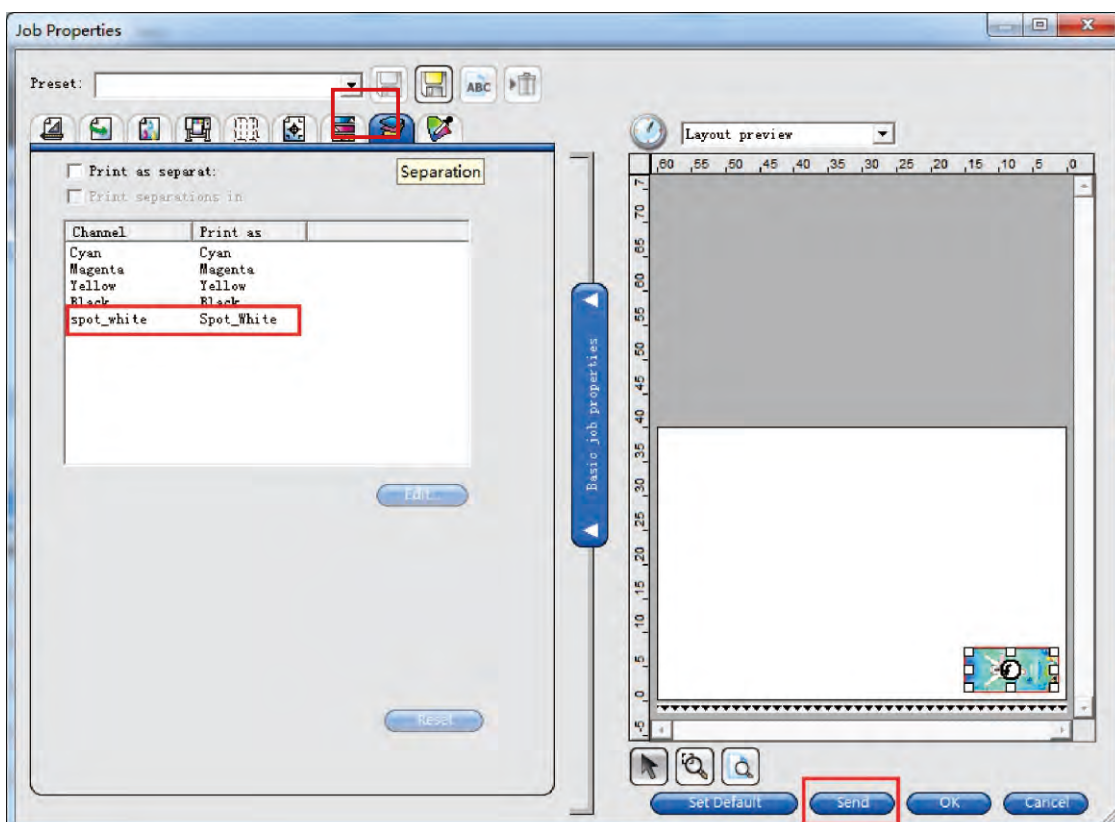 Job Properties
Preset:
ABC
Layout preview
Print as separat:
Separation
Print separations in
Channel Print as
Cyan Cyan
Magenta Magenta
Yellow Yellow
Black Black
spot_white Spot_White
Edit...
Reset
Basic job properties
60 55 50 45 40 35 30 25 20 15 10 5 0
7
70
65
60
55
50
45
40
35
30
25
20
15
10
5
0
-5
Set Default Send OK Cancel